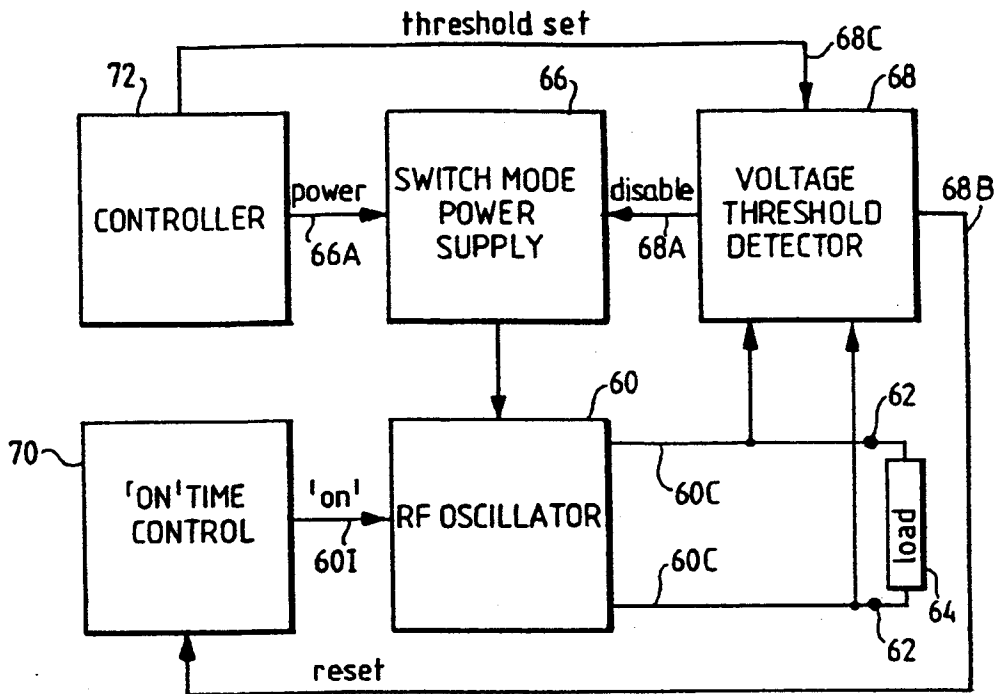 threshold set
68C
72
66
68
CONTROLLER
power
66A
SWITCH MODE
POWER
SUPPLY
disable
68A
VOLTAGE
THRESHOLD
DETECTOR
68B
60
62
70
'ON' TIME
CONTROL
'on'
60I
RF OSCILLATOR
60C
60C
load
64
62
reset